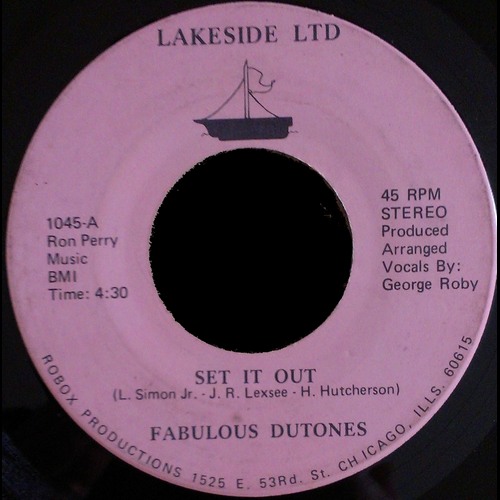 LAKESIDE LTD
1045-A
Ron Perry
Music
BMI
Time: 4:30
45 RPM
STEREO
Produced
Arranged
Vocals By:
George Roby
SET IT OUT
(L. Simon Jr. - J. R. Lexsee - H. Hutcherson)
FABULOUS DUTONES
ROBOX PRODUCTIONS 1525 E. 53Rd. St. CHICAGO, ILLS. 60615